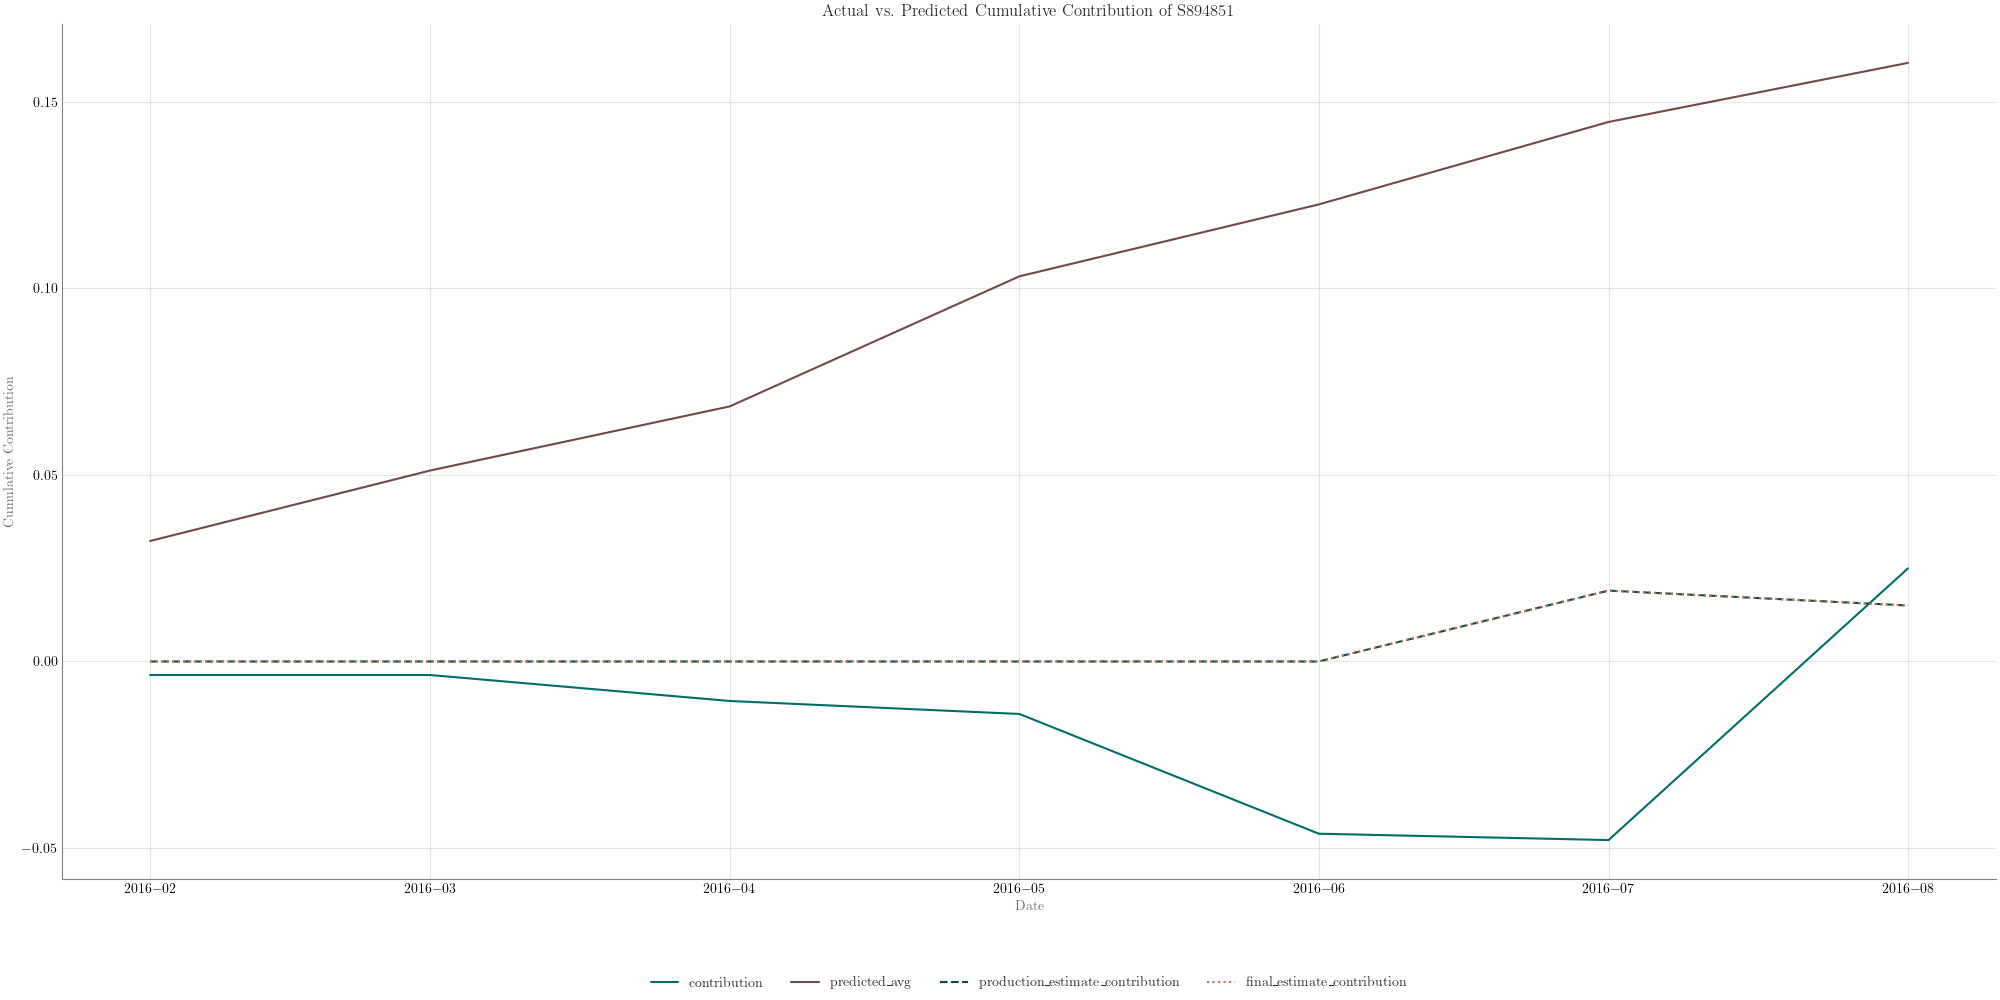 Actual vs. Predicted Cumulative Contribution of S894851
Cumulative Contribution
0.15
0.10
0.05
0.00
−0.05
2016−02 2016−03 2016−04 2016−05 2016−06 2016−07 2016−08
Date
contribution predicted_avg production_estimate_contribution final_estimate_contribution